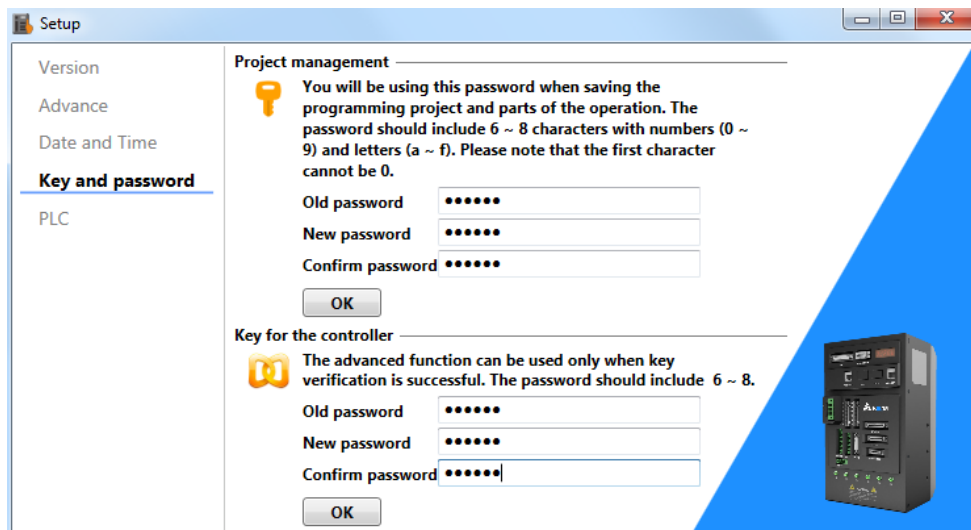 Setup
Version
Advance
Date and Time
Key and password
PLC
Project management
You will be using this password when saving the
programming project and parts of the operation. The
password should include 6 ~ 8 characters with numbers (0 ~
9) and letters (a ~ f). Please note that the first character
cannot be 0.
Old password ••••••
New password ••••••
Confirm password ••••••
OK
Key for the controller
The advanced function can be used only when key
verification is successful. The password should include  6 ~ 8.
Old password ••••••
New password ••••••
Confirm password ••••••
OK